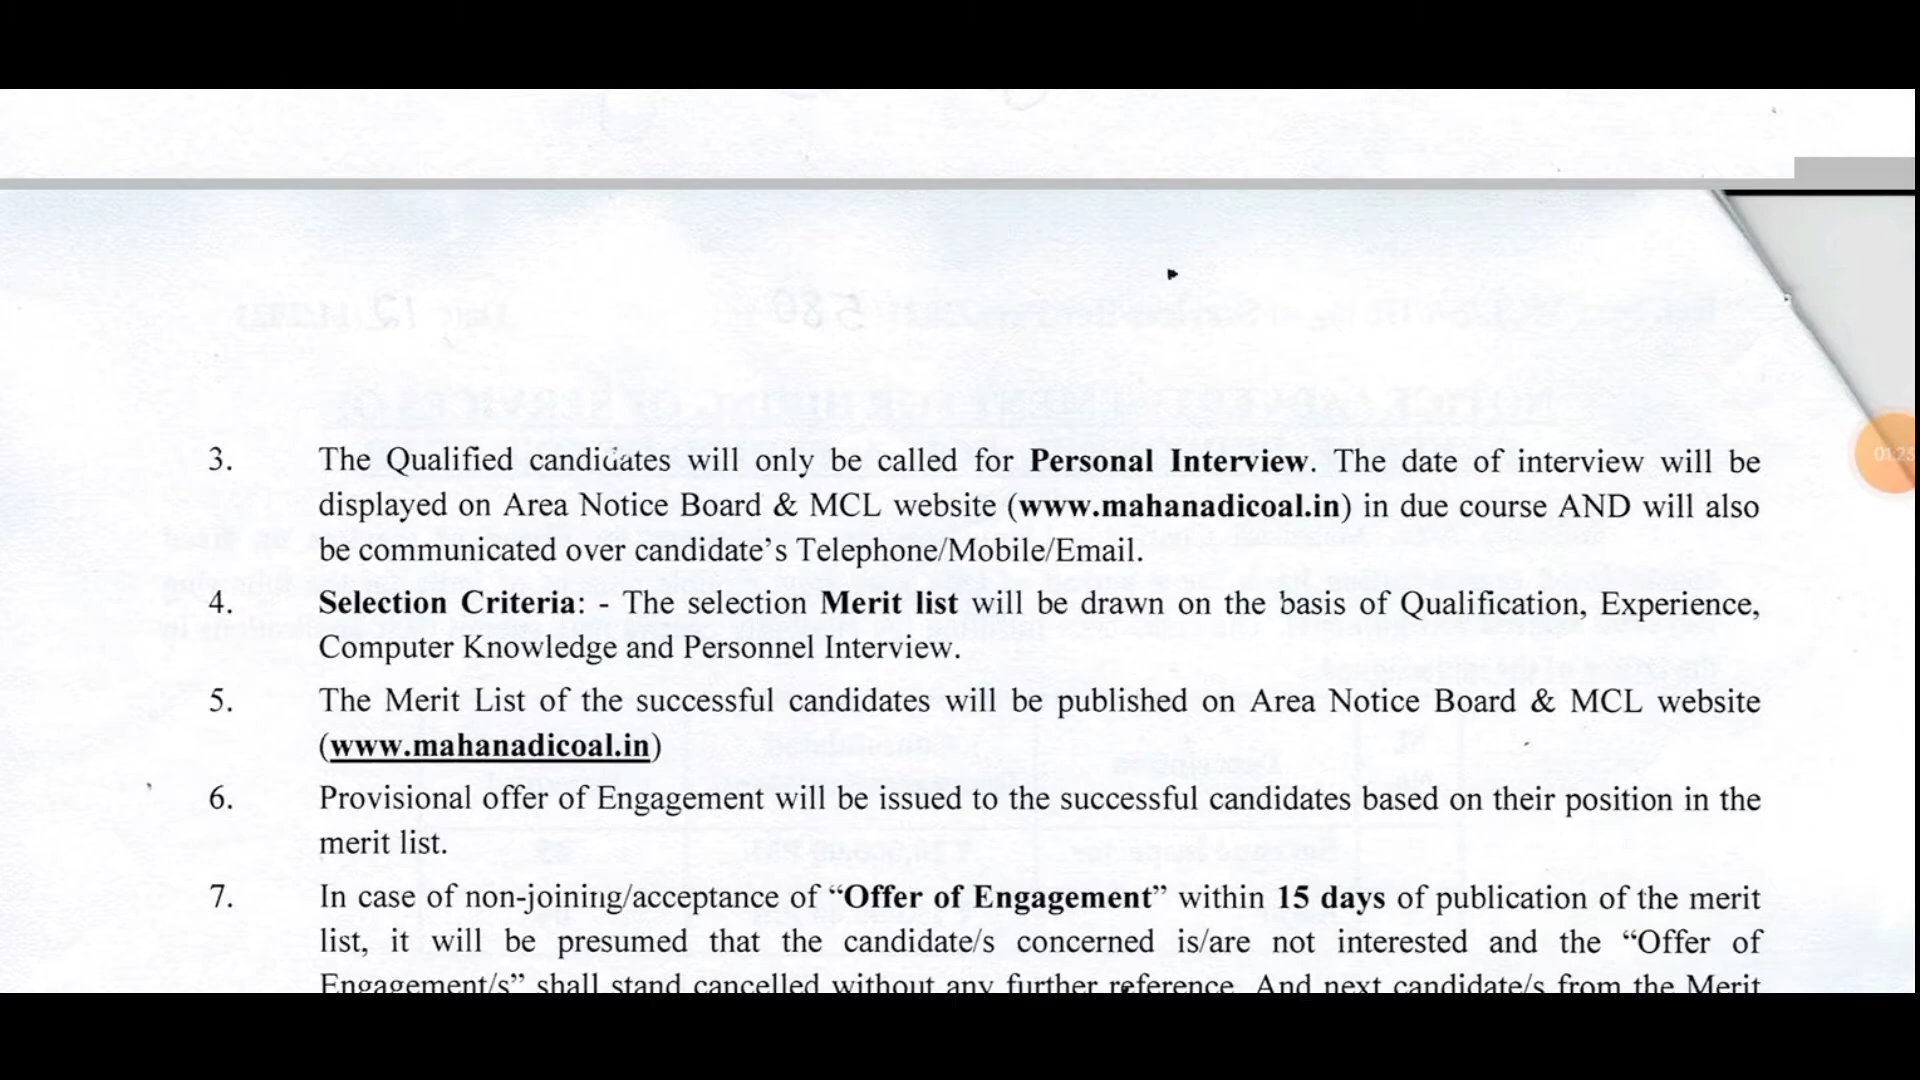 3. The Qualified candidates will only be called for Personal Interview. The date of interview will be
displayed on Area Notice Board & MCL website (www.mahanadicoal.in) in due course AND will also
be communicated over candidate's Telephone/Mobile/Email.
4. Selection Criteria: - The selection Merit list will be drawn on the basis of Qualification, Experience,
Computer Knowledge and Personnel Interview.
5. The Merit List of the successful candidates will be published on Area Notice Board & MCL website
(www.mahanadicoal.in)
6. Provisional offer of Engagement will be issued to the successful candidates based on their position in the
merit list.
7. In case of non-joining/acceptance of “Offer of Engagement” within 15 days of publication of the merit
list, it will be presumed that the candidate/s concerned is/are not interested and the “Offer of
Engagement/s” shall stand cancelled without any further reference. And next candidate/s from the Merit